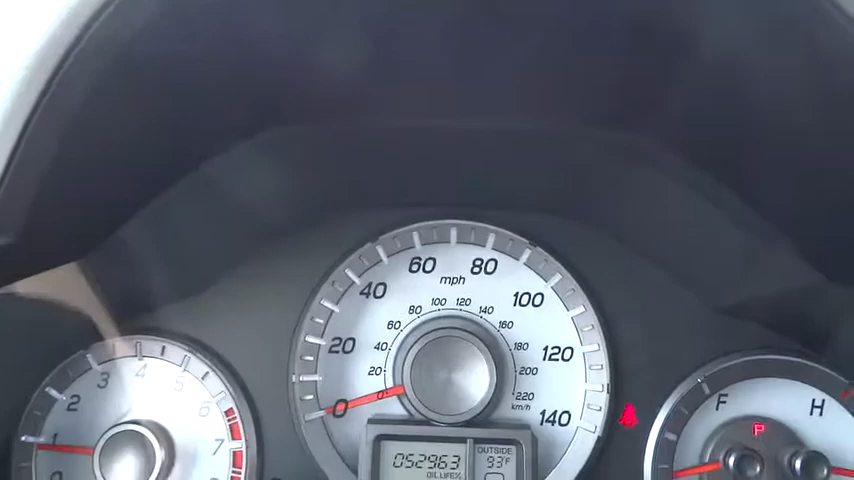 60 80
mph
40 100
20 120
0 140
20 40 60 80 100 120 140 160 180 200 220
km/h
2 3 4 5 6 7
1
0
052963
OIL LIFE%
OUTSIDE
93°F
F H
P